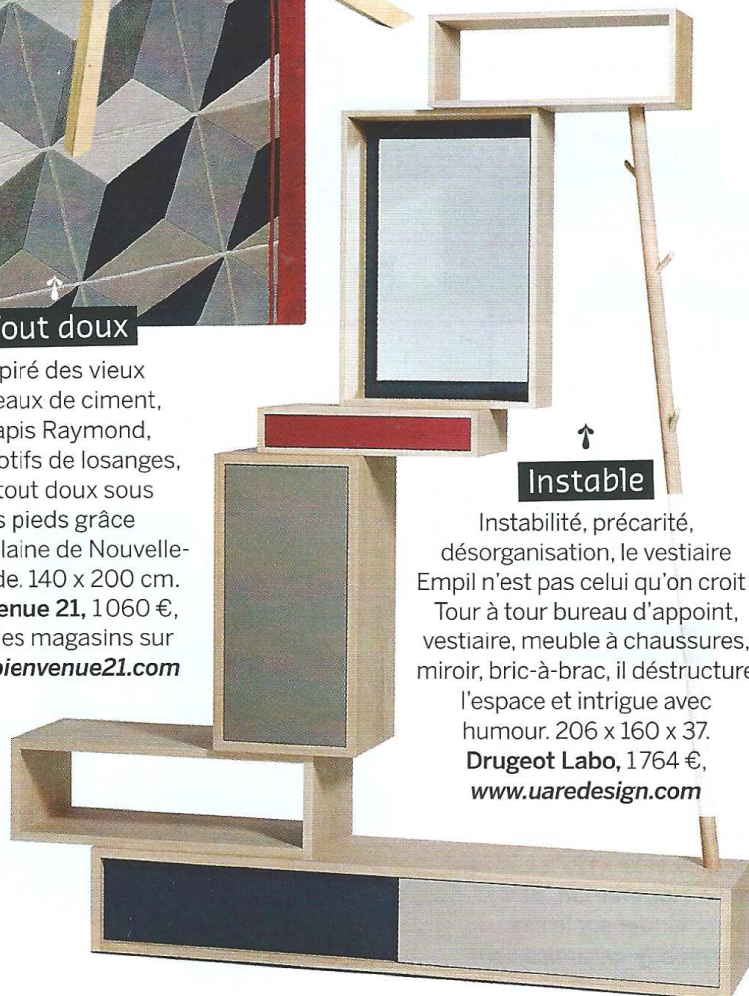 out doux
piré des vieux
eaux de ciment,
apis Raymond,
otifs de losanges,
tout doux sous
s pieds grâce
laine de Nouvelle-
de. 140 x 200 cm.
enue 21, 1060 €,
es magasins sur
bienvenue21.com
Instable
Instabilité, précarité,
désorganisation, le vestiaire
Empil n'est pas celui qu'on croit
Tour à tour bureau d'appoint,
vestiaire, meuble à chaussures,
miroir, bric-à-brac, il déstructure
l'espace et intrigue avec
humour. 206 x 160 x 37.
Drugeot Labo, 1764 €,
www.uaredesign.com